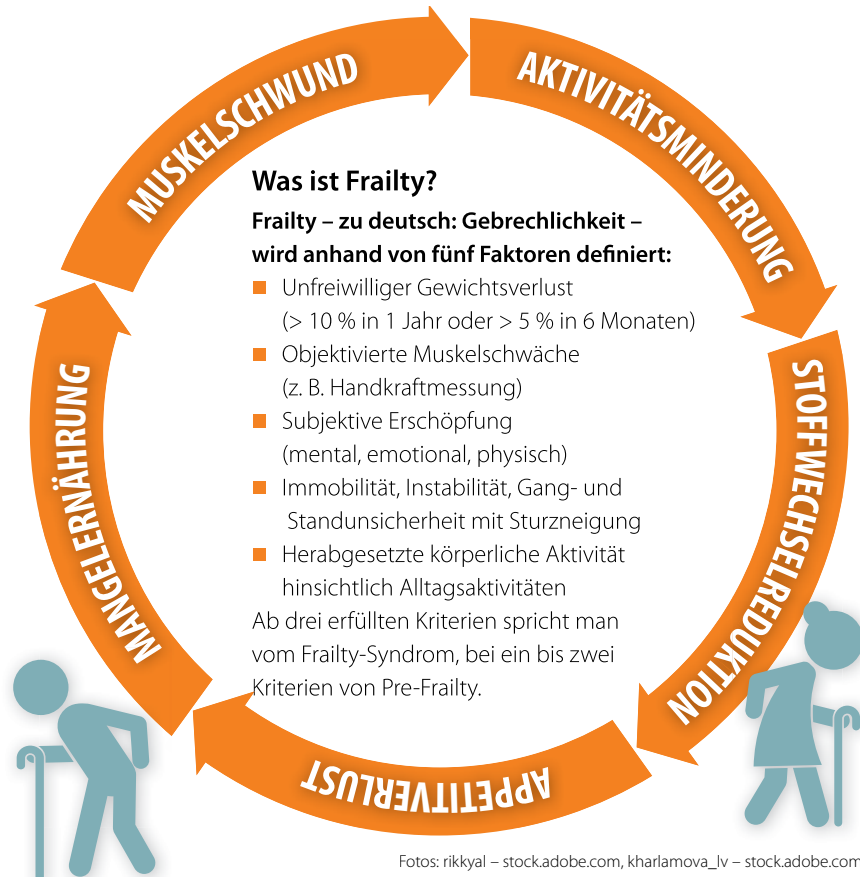 MUSKELSCHWUND
AKTIVITÄTSMINDERUNG
STOFFWECHSELREDUKTION
APPETITVERLUST
MANGELERNÄHRUNG
Was ist Frailty?
Frailty – zu deutsch: Gebrechlichkeit –
wird anhand von fünf Faktoren definiert:
■ Unfreiwilliger Gewichtsverlust
(> 10 % in 1 Jahr oder > 5 % in 6 Monaten)
■ Objektivierte Muskelschwäche
(z. B. Handkraftmessung)
■ Subjektive Erschöpfung
(mental, emotional, physisch)
■ Immobilität, Instabilität, Gang- und
Standunsicherheit mit Sturzneigung
■ Herabgesetzte körperliche Aktivität
hinsichtlich Alltagsaktivitäten
Ab drei erfüllten Kriterien spricht man
vom Frailty-Syndrom, bei ein bis zwei
Kriterien von Pre-Frailty.
Fotos: rikkyal – stock.adobe.com, kharlamova_lv – stock.adobe.com